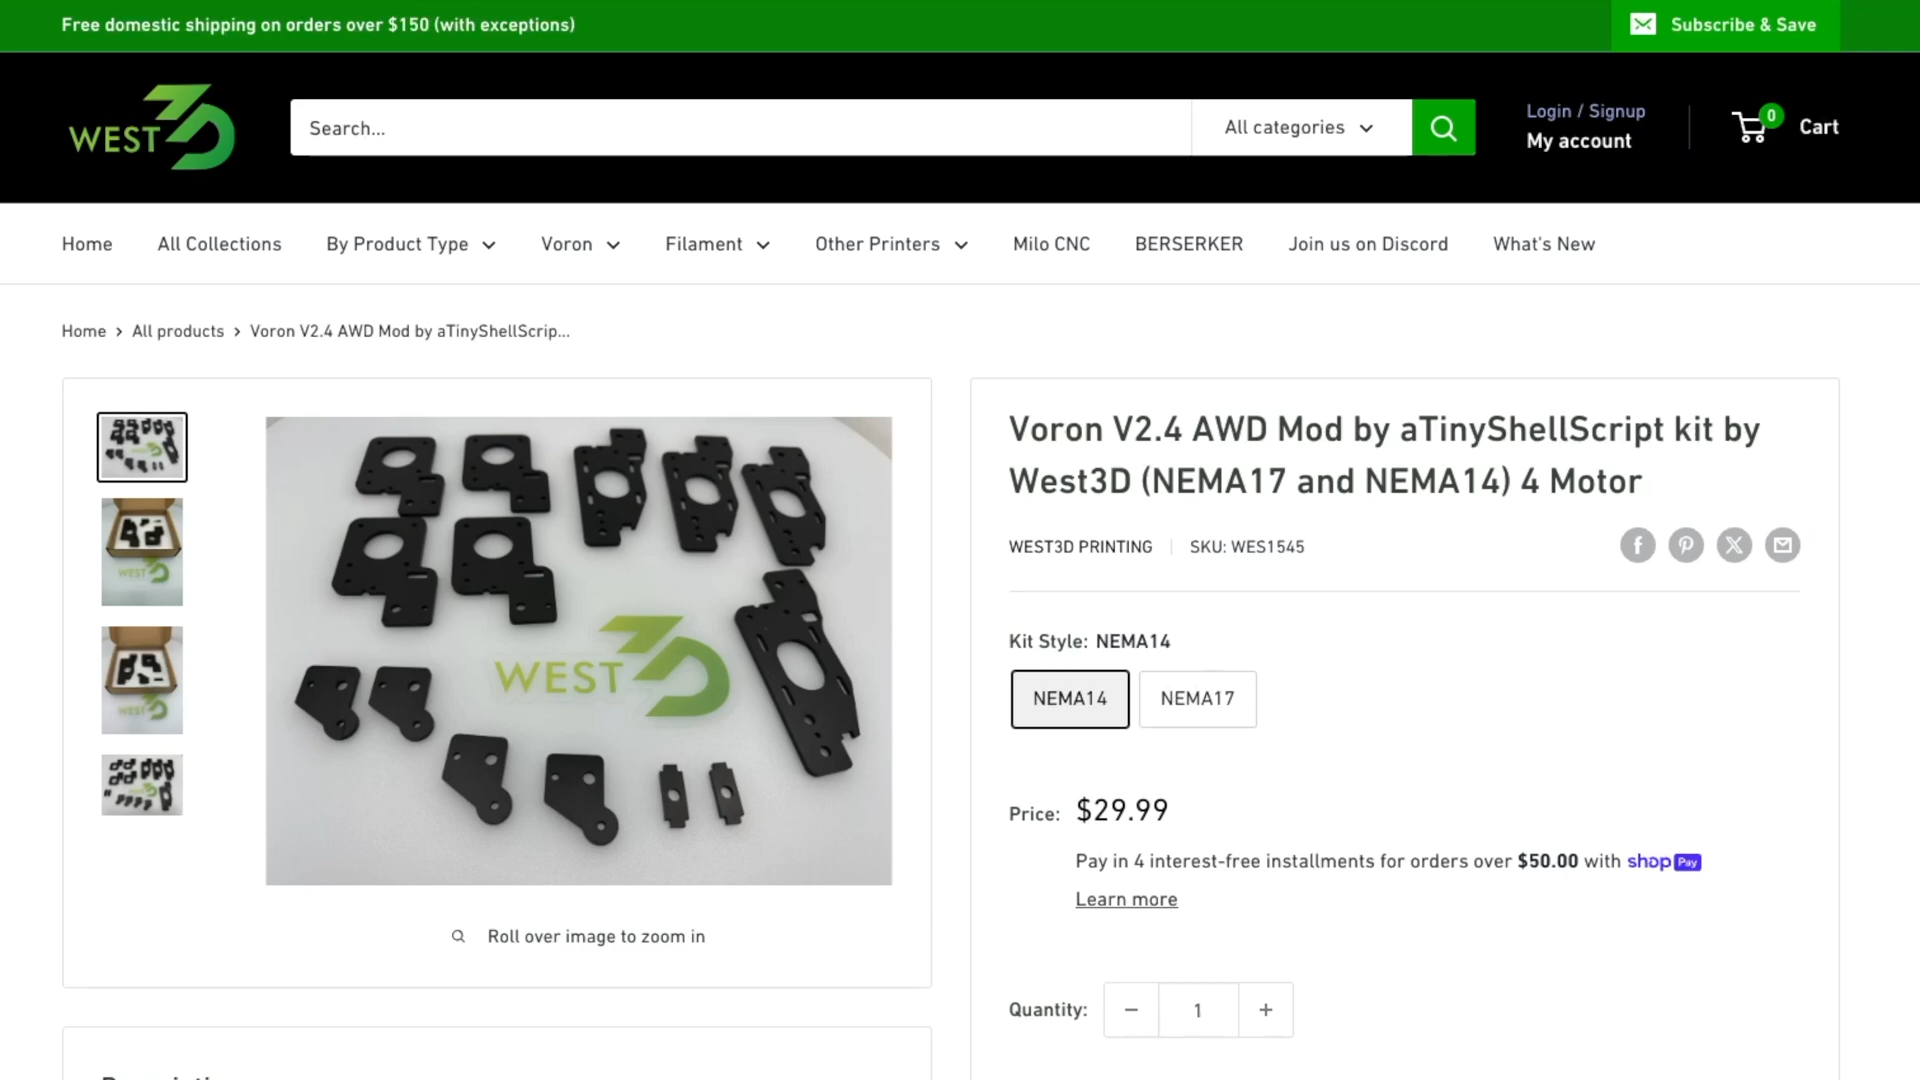 Free domestic shipping on orders over $150 (with exceptions)
Subscribe & Save
WEST3D
Search...
All categories
Login / Signup
My account
0
Cart
Home
All Collections
By Product Type
Voron
Filament
Other Printers
Milo CNC
BERSERKER
Join us on Discord
What's New
Home > All products > Voron V2.4 AWD Mod by aTinyShellScrip...
WEST3D
Voron V2.4 AWD Mod by aTinyShellScript kit by
West3D (NEMA17 and NEMA14) 4 Motor
WEST3D PRINTING
SKU: WES1545
Kit Style: NEMA14
NEMA14
NEMA17
Price: $29.99
Pay in 4 interest-free installments for orders over $50.00 with shop Pay
Learn more
Roll over image to zoom in
Quantity:
− 1 +